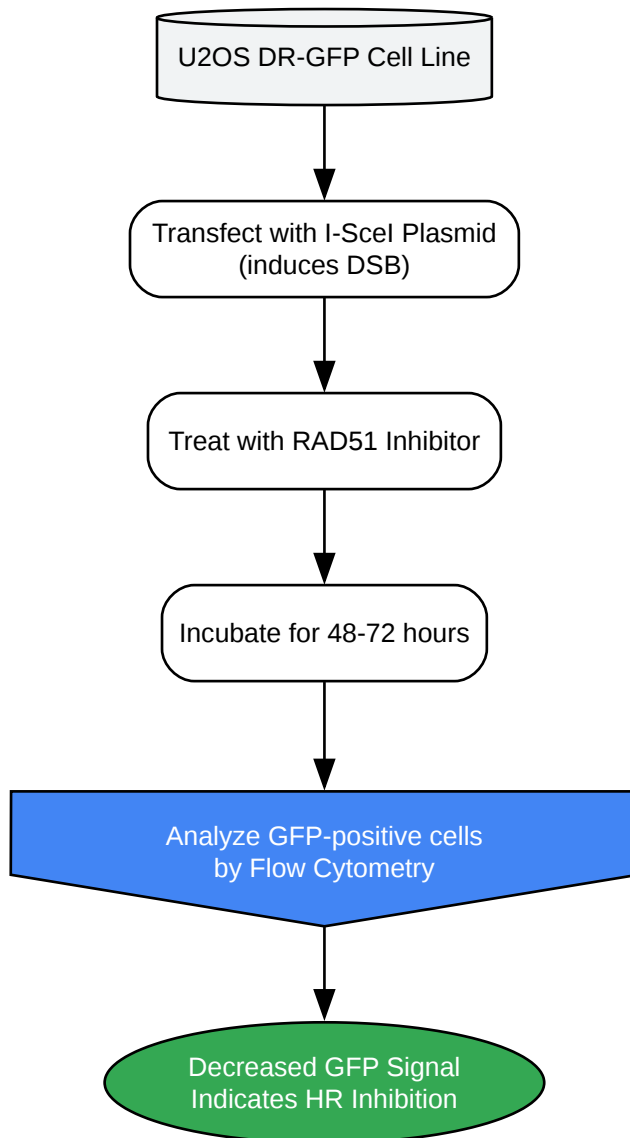 U2OS DR-GFP Cell Line
Transfect with I-SceI Plasmid
(induces DSB)
Treat with RAD51 Inhibitor
Incubate for 48-72 hours
Analyze GFP-positive cells
by Flow Cytometry
Decreased GFP Signal
Indicates HR Inhibition